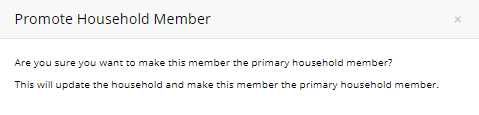 Promote Household Member
×
Are you sure you want to make this member the primary household member?
This will update the household and make this member the primary household member.